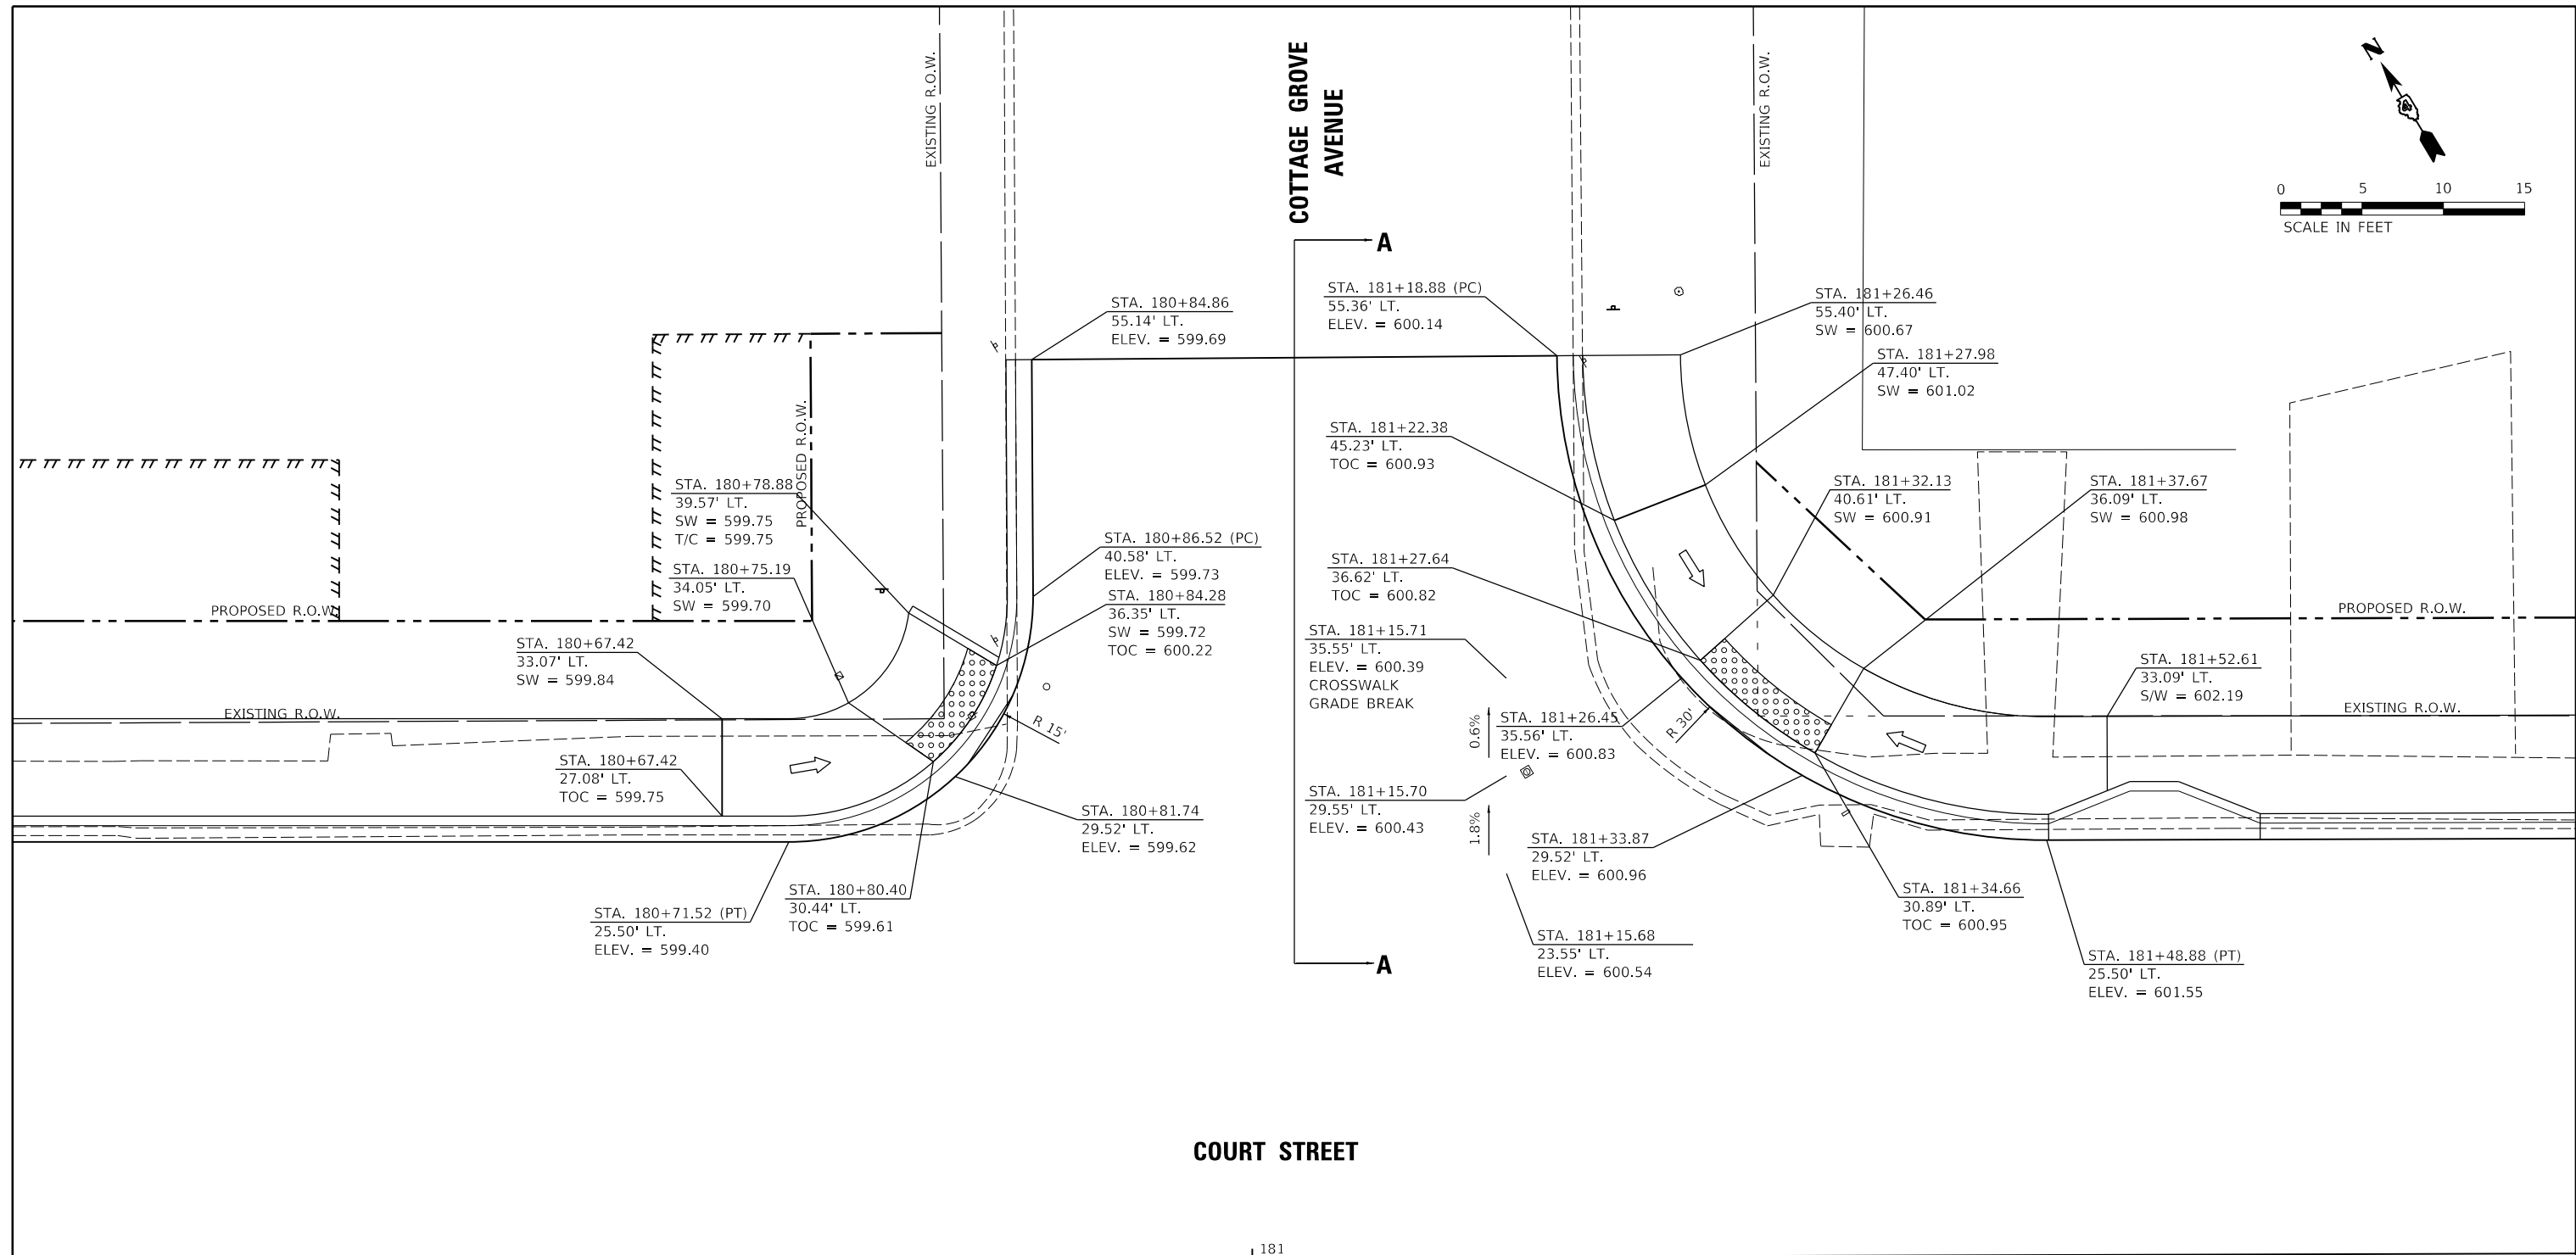 COTTAGE GROVE
AVENUE
EXISTING R.O.W.
EXISTING R.O.W.
N
0 5 10 15
SCALE IN FEET
A
STA. 180+84.86
55.14' LT.
ELEV. = 599.69
STA. 181+18.88 (PC)
55.36' LT.
ELEV. = 600.14
STA. 181+26.46
55.40' LT.
SW = 600.67
STA. 181+27.98
47.40' LT.
SW = 601.02
STA. 181+22.38
45.23' LT.
TOC = 600.93
STA. 180+78.88
39.57' LT.
SW = 599.75
T/C = 599.75
PROPOSED R.O.W.
STA. 181+32.13
40.61' LT.
SW = 600.91
STA. 181+37.67
36.09' LT.
SW = 600.98
STA. 180+86.52 (PC)
40.58' LT.
ELEV. = 599.73
STA. 180+75.19
34.05' LT.
SW = 599.70
STA. 181+27.64
36.62' LT.
TOC = 600.82
STA. 180+84.28
36.35' LT.
SW = 599.72
TOC = 600.22
PROPOSED R.O.W.
PROPOSED R.O.W.
STA. 180+67.42
33.07' LT.
SW = 599.84
STA. 181+15.71
35.55' LT.
ELEV. = 600.39
CROSSWALK
GRADE BREAK
STA. 181+52.61
33.09' LT.
S/W = 602.19
EXISTING R.O.W.
EXISTING R.O.W.
R 15'
R 30'
0.6%
STA. 181+26.45
35.56' LT.
ELEV. = 600.83
STA. 180+67.42
27.08' LT.
TOC = 599.75
STA. 181+15.70
29.55' LT.
ELEV. = 600.43
1.8%
STA. 180+81.74
29.52' LT.
ELEV. = 599.62
STA. 181+33.87
29.52' LT.
ELEV. = 600.96
STA. 180+80.40
30.44' LT.
TOC = 599.61
STA. 181+34.66
30.89' LT.
TOC = 600.95
STA. 180+71.52 (PT)
25.50' LT.
ELEV. = 599.40
STA. 181+15.68
23.55' LT.
ELEV. = 600.54
STA. 181+48.88 (PT)
25.50' LT.
ELEV. = 601.55
A
COURT STREET
181